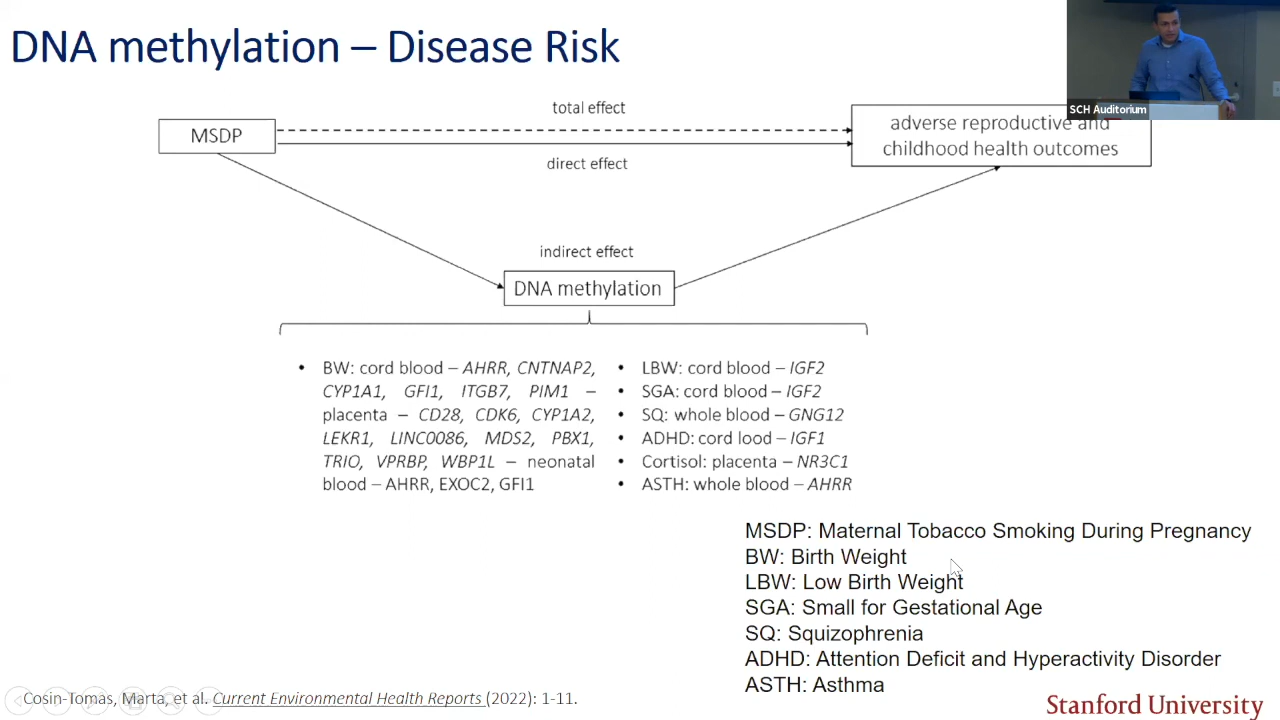 DNA methylation – Disease Risk
SCH Auditorium
total effect
MSDP
adverse reproductive and
childhood health outcomes
direct effect
indirect effect
DNA methylation
• BW: cord blood – AHRR, CNTNAP2,
CYP1A1, GFI1, ITGB7, PIM1 –
placenta – CD28, CDK6, CYP1A2,
LEKR1, LINC0086, MDS2, PBX1,
TRIO, VPRBP, WBP1L – neonatal
blood – AHRR, EXOC2, GFI1
• LBW: cord blood – IGF2
• SGA: cord blood – IGF2
• SQ: whole blood – GNG12
• ADHD: cord lood – IGF1
• Cortisol: placenta – NR3C1
• ASTH: whole blood – AHRR
MSDP: Maternal Tobacco Smoking During Pregnancy
BW: Birth Weight
LBW: Low Birth Weight
SGA: Small for Gestational Age
SQ: Squizophrenia
ADHD: Attention Deficit and Hyperactivity Disorder
ASTH: Asthma
Cosin-Tomas, Marta, et al. Current Environmental Health Reports (2022): 1-11.
Stanford University